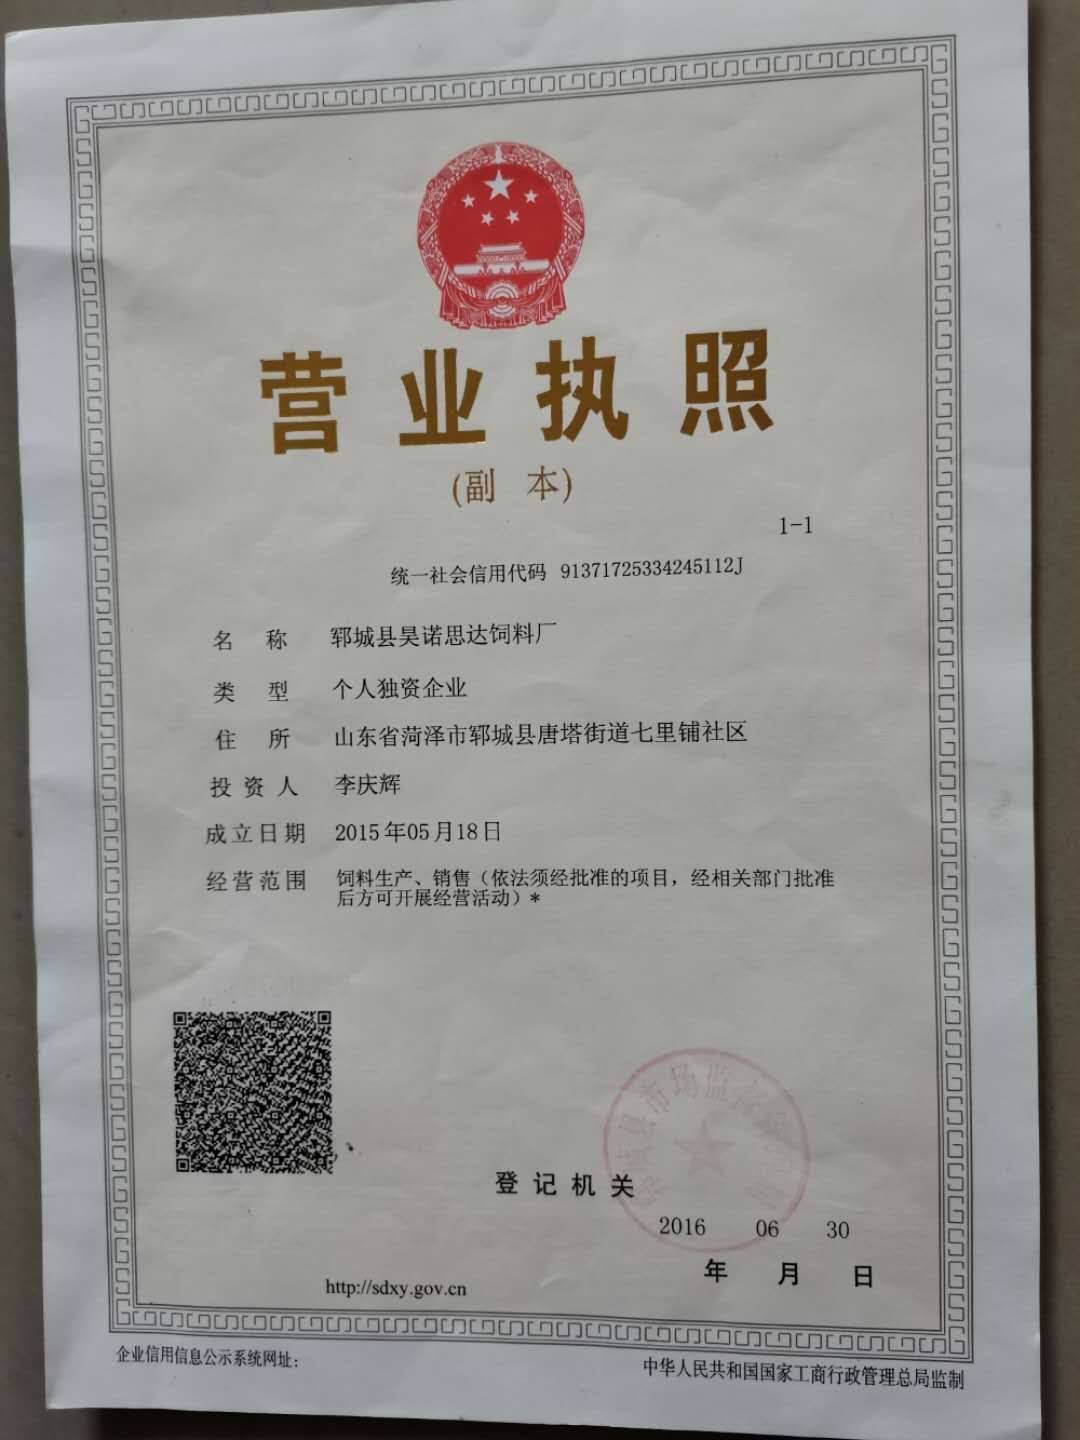 营业执照
(副 本)
1-1
统一社会信用代码 91371725334245112J
名 称 郓城县昊诺思达饲料厂
类 型 个人独资企业
住 所 山东省菏泽市郓城县唐塔街道七里铺社区
投资人 李庆辉
成立日期 2015年05月18日
经营范围 饲料生产、销售（依法须经批准的项目，经相关部门批准
后方可开展经营活动）*
登记机关
2016 06 30
年 月 日
http://sdxy.gov.cn
企业信用信息公示系统网址：
中华人民共和国国家工商行政管理总局监制